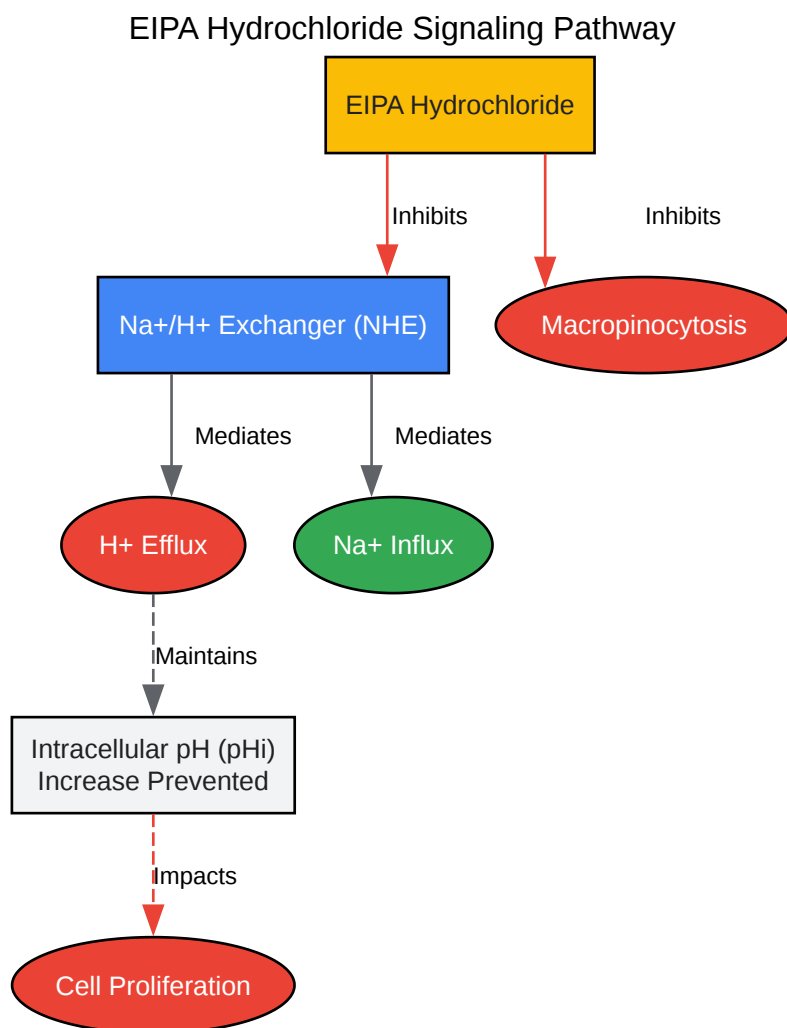 EIPA Hydrochloride Signaling Pathway
EIPA Hydrochloride
Inhibits
Inhibits
Na+/H+ Exchanger (NHE)
Macropinocytosis
Mediates
Mediates
H+ Efflux
Na+ Influx
Maintains
Intracellular pH (pHi)
Increase Prevented
Impacts
Cell Proliferation